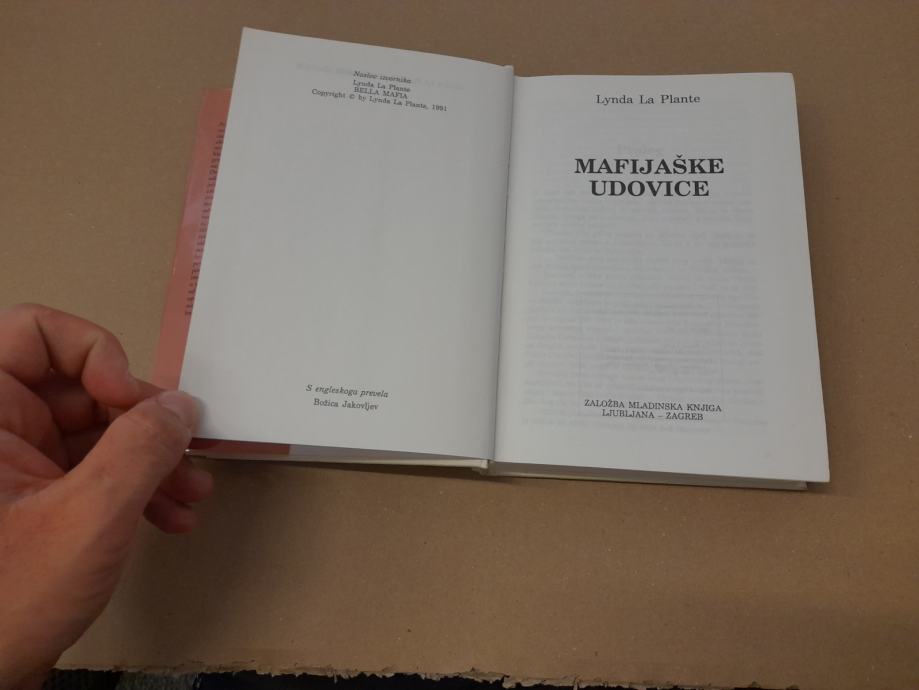 Naslov izvornika
Lynda La Plante
BELLA MAFIA
Copyright © by Lynda La Plante, 1991
S engleskoga prevela
Božica Jakovljev
Lynda La Plante
MAFIJAŠKE
UDOVICE
ZALOŽBA MLADINSKA KNJIGA
LJUBLJANA – ZAGREB